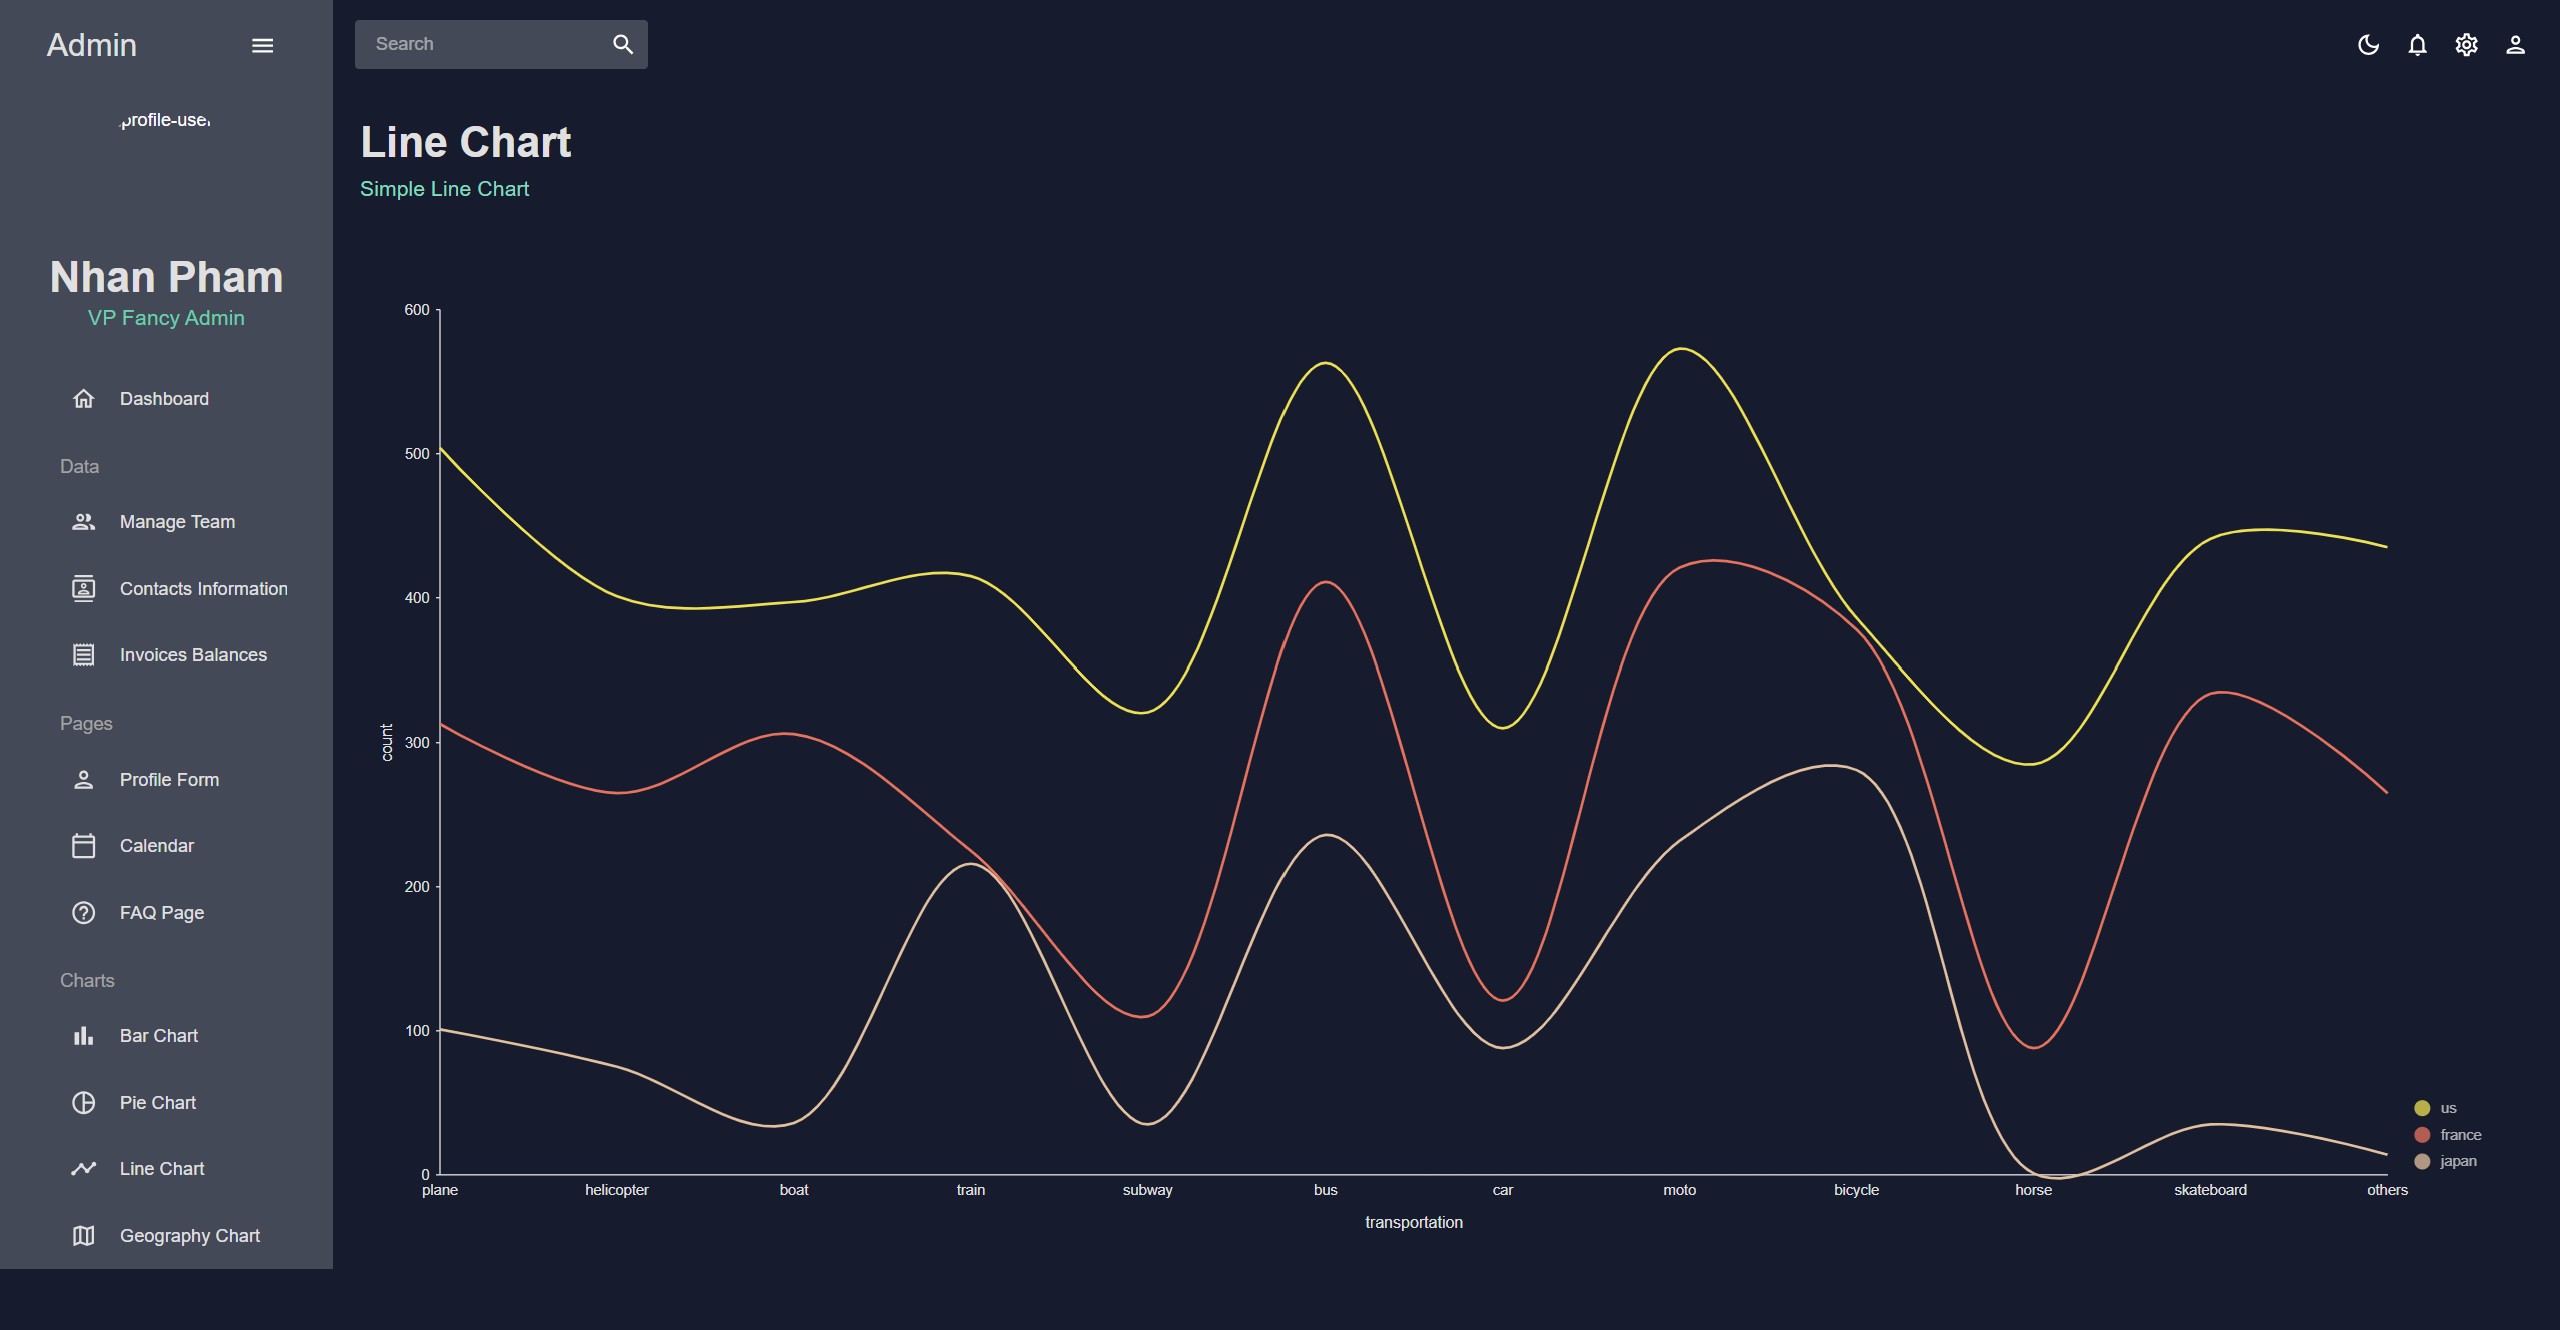 Admin
profile-user
Nhan Pham
VP Fancy Admin
Dashboard
Data
Manage Team
Contacts Information
Invoices Balances
Pages
Profile Form
Calendar
FAQ Page
Charts
Bar Chart
Pie Chart
Line Chart
Geography Chart
Search
Line Chart
Simple Line Chart
600
500
400
300
200
100
0
count
plane helicopter boat train subway bus car moto bicycle horse skateboard others
transportation
us
france
japan